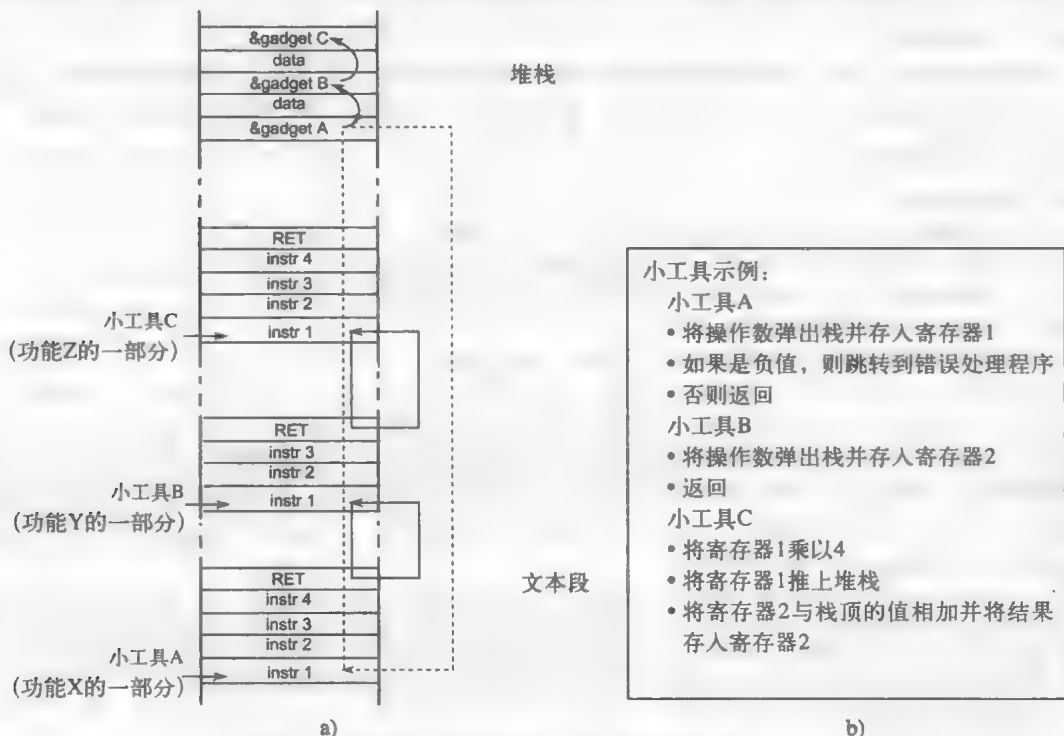 &gadget C
data
&gadget B
data
&gadget A
堆栈
RET
instr 4
instr 3
instr 2
instr 1
小工具C
(功能Z的一部分)
RET
instr 3
instr 2
instr 1
小工具B
(功能Y的一部分)
RET
instr 4
instr 3
instr 2
instr 1
小工具A
(功能X的一部分)
文本段
a)
小工具示例:
小工具A
•将操作数弹出栈并存入寄存器1
•如果是负值，则跳转到错误处理程序
•否则返回
小工具B
•将操作数弹出栈并存入寄存器2
•返回
小工具C
•将寄存器1乘以4
•将寄存器1推上堆栈
•将寄存器2与栈顶的值相加并将结果
存入寄存器2
b)